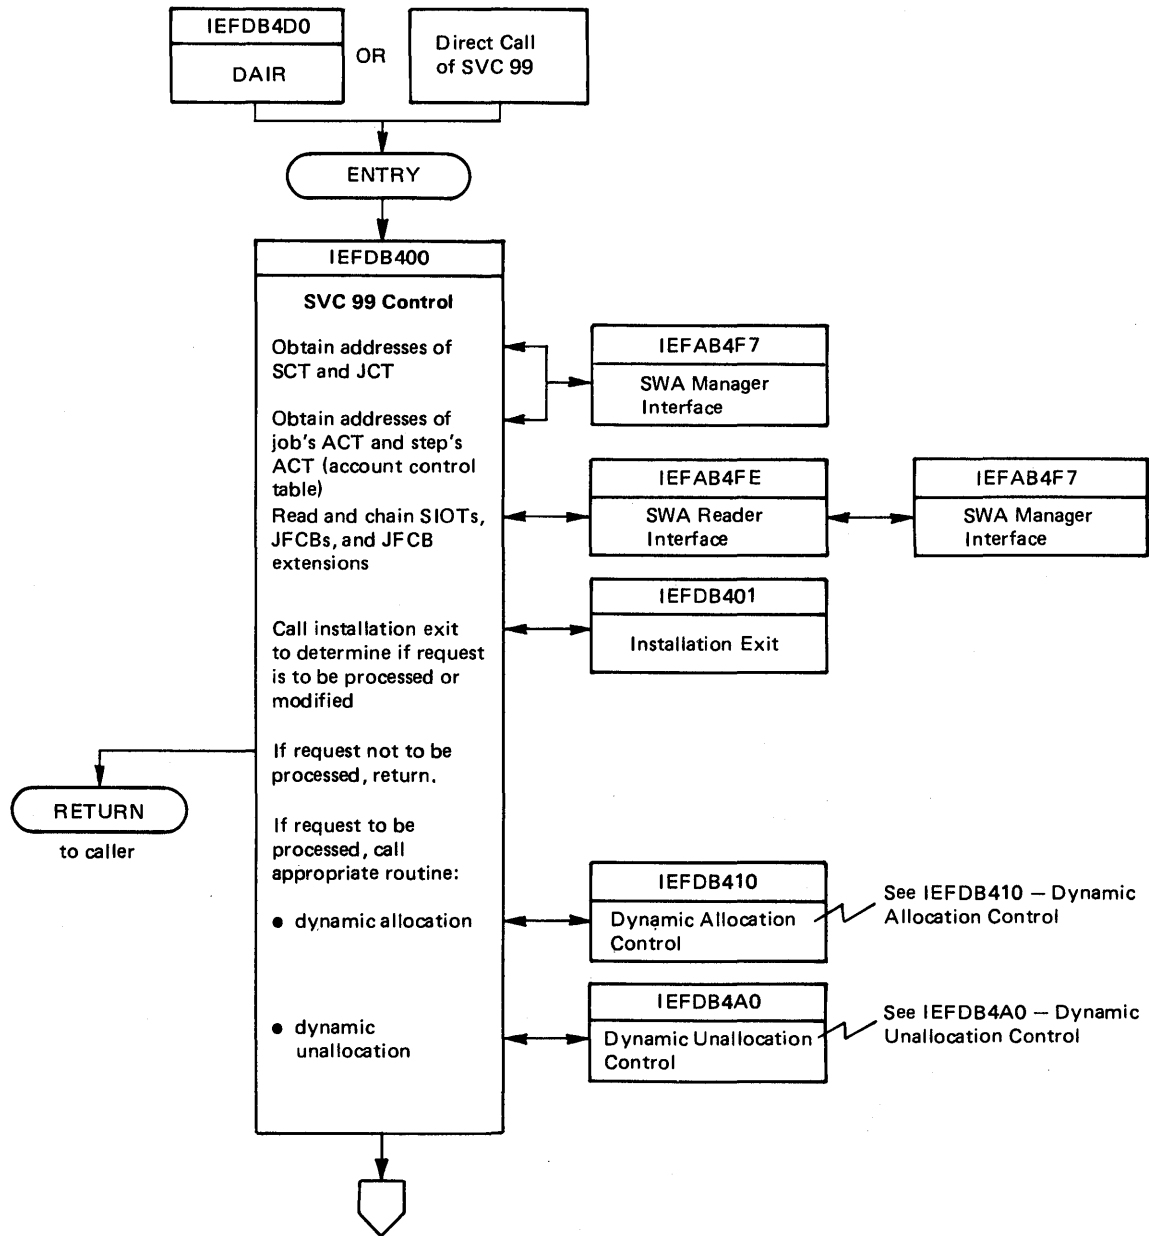 IEFDB4D0
DAIR
OR
Direct Call
of SVC 99
ENTRY
IEFDB400
SVC 99 Control
Obtain addresses of
SCT and JCT
IEFAB4F7
SWA Manager
Interface
Obtain addresses of
job's ACT and step's
ACT (account control
table)
Read and chain SIOTs,
JFCBs, and JFCB
extensions
IEFAB4FE
SWA Reader
Interface
IEFAB4F7
SWA Manager
Interface
Call installation exit
to determine if request
is to be processed or
modified
IEFDB401
Installation Exit
If request not to be
processed, return.
RETURN
to caller
If request to be
processed, call
appropriate routine:
● dynamic allocation
IEFDB410
Dynamic Allocation
Control
See IEFDB410 — Dynamic
Allocation Control
● dynamic
unallocation
IEFDB4A0
Dynamic Unallocation
Control
See IEFDB4A0 — Dynamic
Unallocation Control